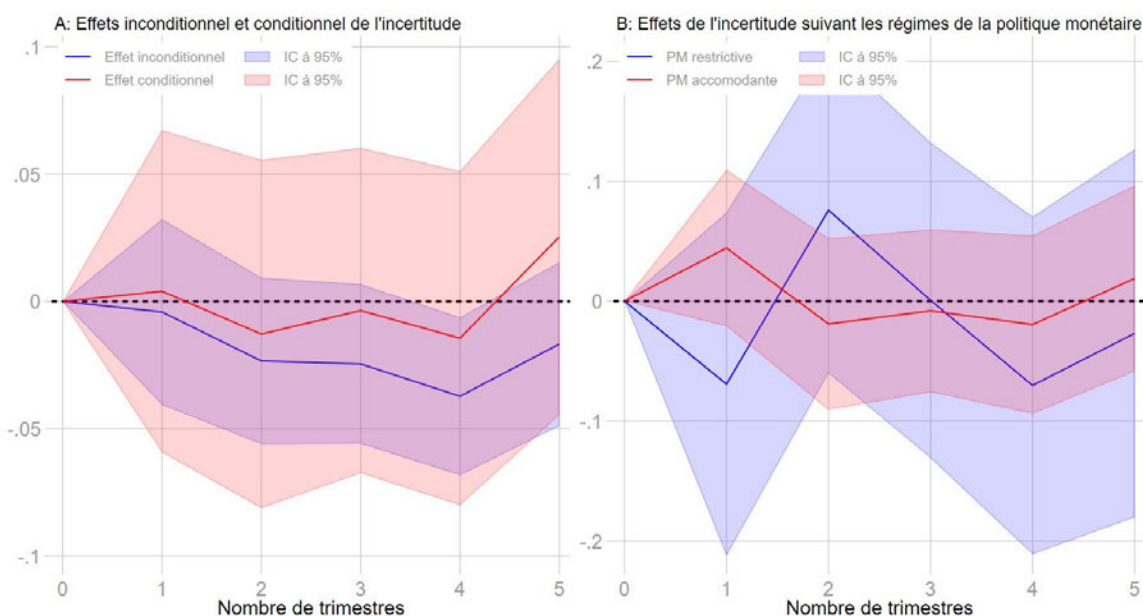 A: Effets inconditionnel et conditionnel de l'incertitude
Effet inconditionnel IC à 95%
Effet conditionnel IC à 95%
.1
.05
0
-.05
-.1
0 1 2 3 4 5
Nombre de trimestres
B: Effets de l'incertitude suivant les régimes de la politique monétaire
PM restrictive IC à 95%
PM accomodante IC à 95%
.2
.1
0
-.1
-.2
0 1 2 3 4 5
Nombre de trimestres